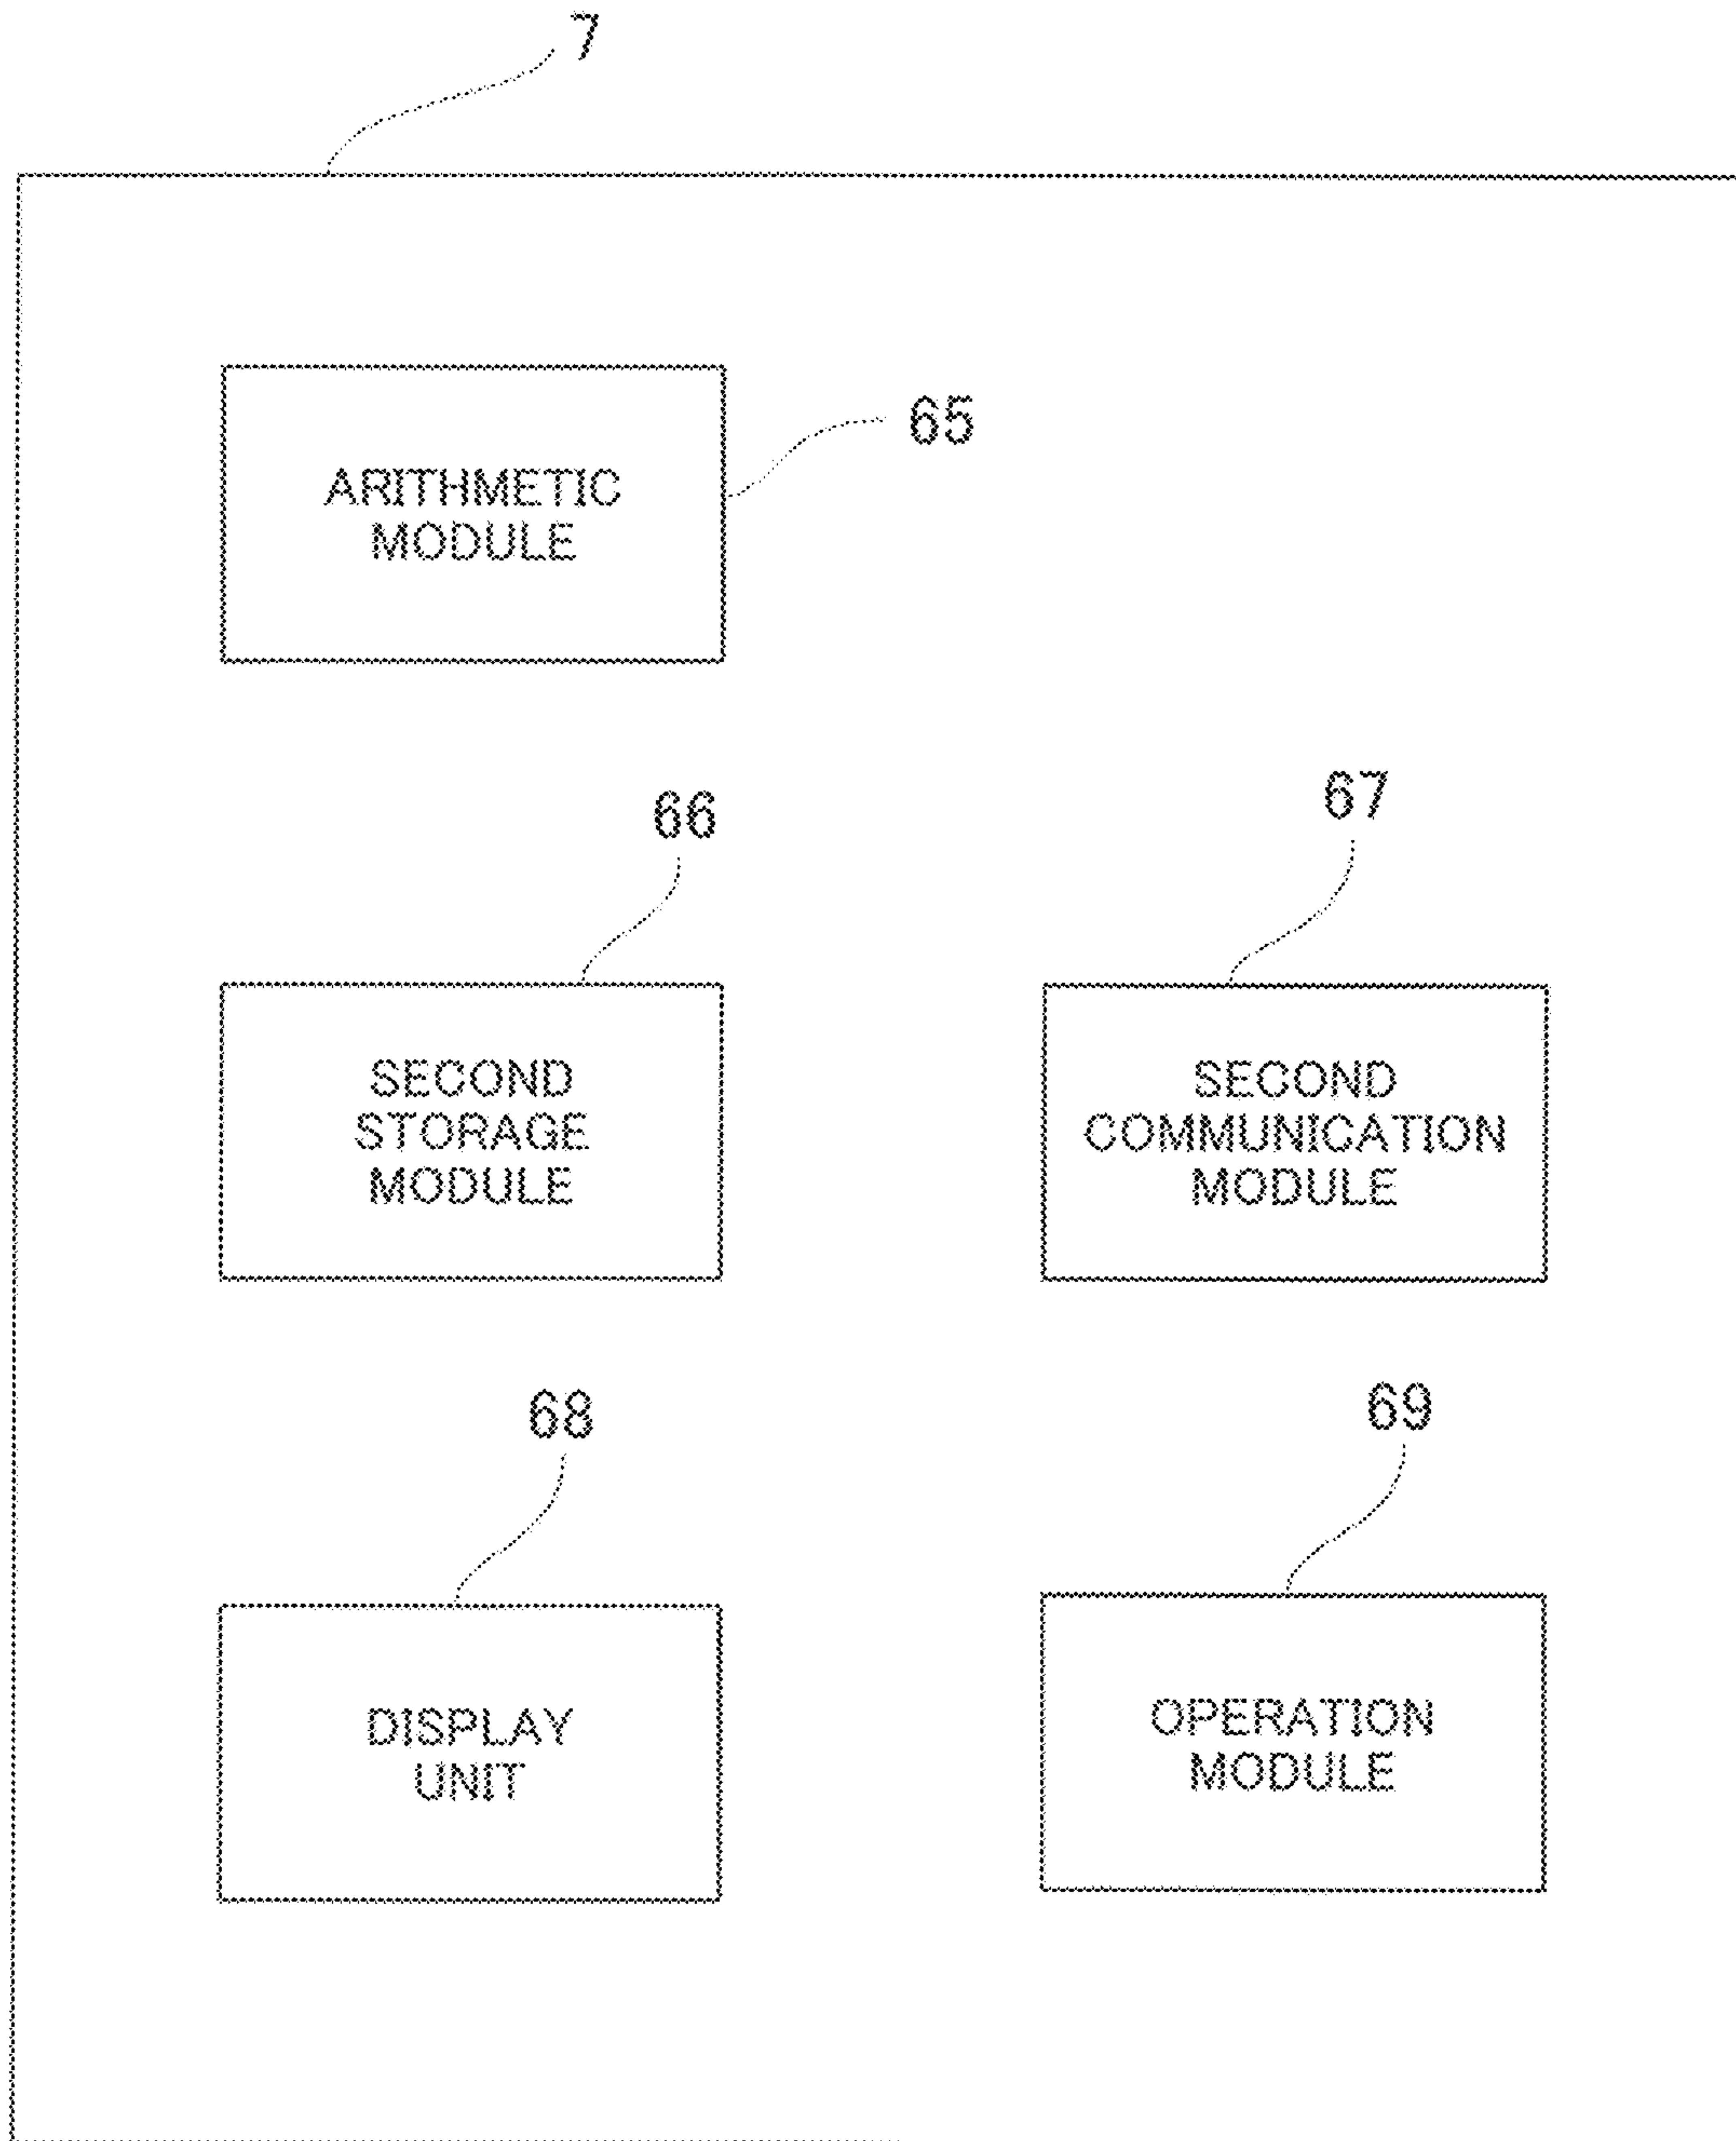 7
ARITHMETIC
MODULE
65
66
67
SECOND
STORAGE
MODULE
SECOND
COMMUNICATION
MODULE
68
69
DISPLAY
UNIT
OPERATION
MODULE